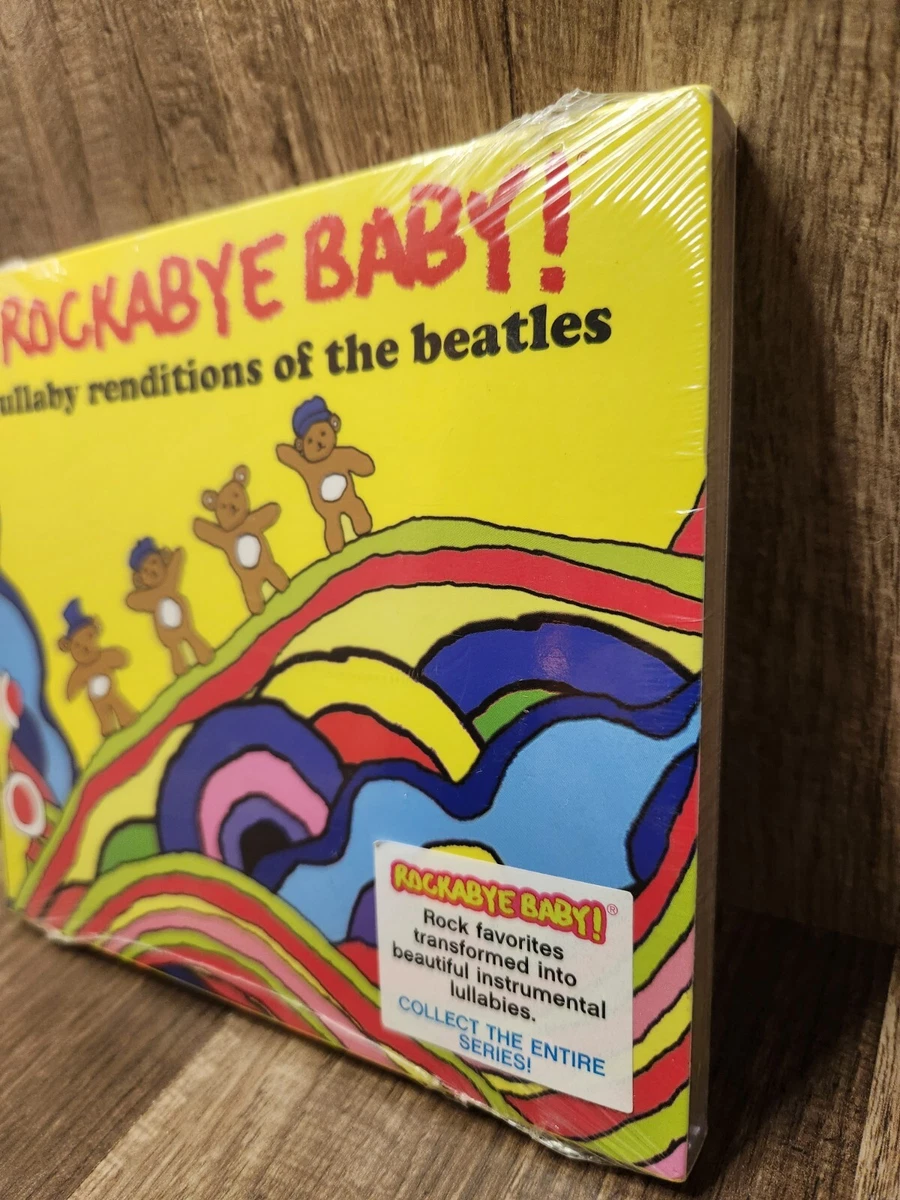 ROCKABYE BABY!®
ullaby renditions of the beatles
ROCKABYE BABY!®
Rock favorites
transformed into
beautiful instrumental
lullabies.
COLLECT THE ENTIRE
SERIES!